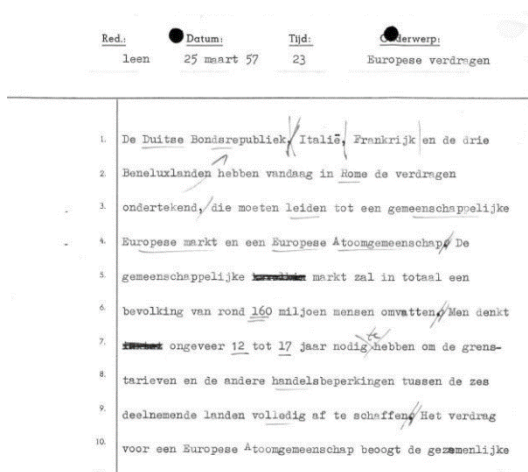 Red.: Datum: Tijd: Onderwerp:
leen 25 maart 57 23 Europese verdragen
1. De Duitse Bondsrepubliek, Italië, Frankrijk en de drie
2. Beneluxlanden hebben vandaag in Rome de verdragen
3. ondertekend, die moeten leiden tot een gemeenschappelijke
4. Europese markt en een Europese Atoomgemeenschap. De
5. gemeenschappelijke markt zal in totaal een
6. bevolking van rond 160 miljoen mensen omvatten. Men denkt
7. ongeveer 12 tot 17 jaar nodig te hebben om de grens-
8. tarieven en de andere handelsbeperkingen tussen de zes
9. deelnemende landen volledig af te schaffen. Het verdrag
10. voor een Europese Atoomgemeenschap beoogt de gezamenlijke